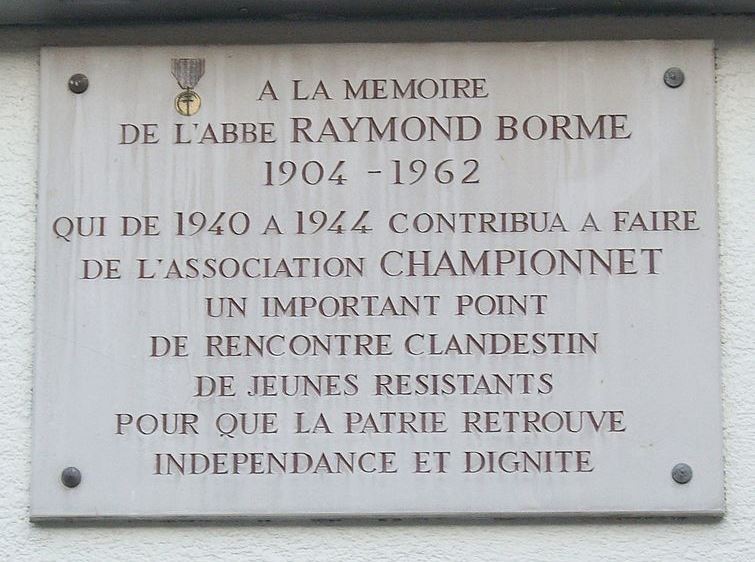 A LA MEMOIRE
DE L'ABBE RAYMOND BORME
1904 - 1962
QUI DE 1940 A 1944 CONTRIBUA A FAIRE
DE L'ASSOCIATION CHAMPIONNET
UN IMPORTANT POINT
DE RENCONTRE CLANDESTIN
DE JEUNES RESISTANTS
POUR QUE LA PATRIE RETROUVE
INDEPENDANCE ET DIGNITE